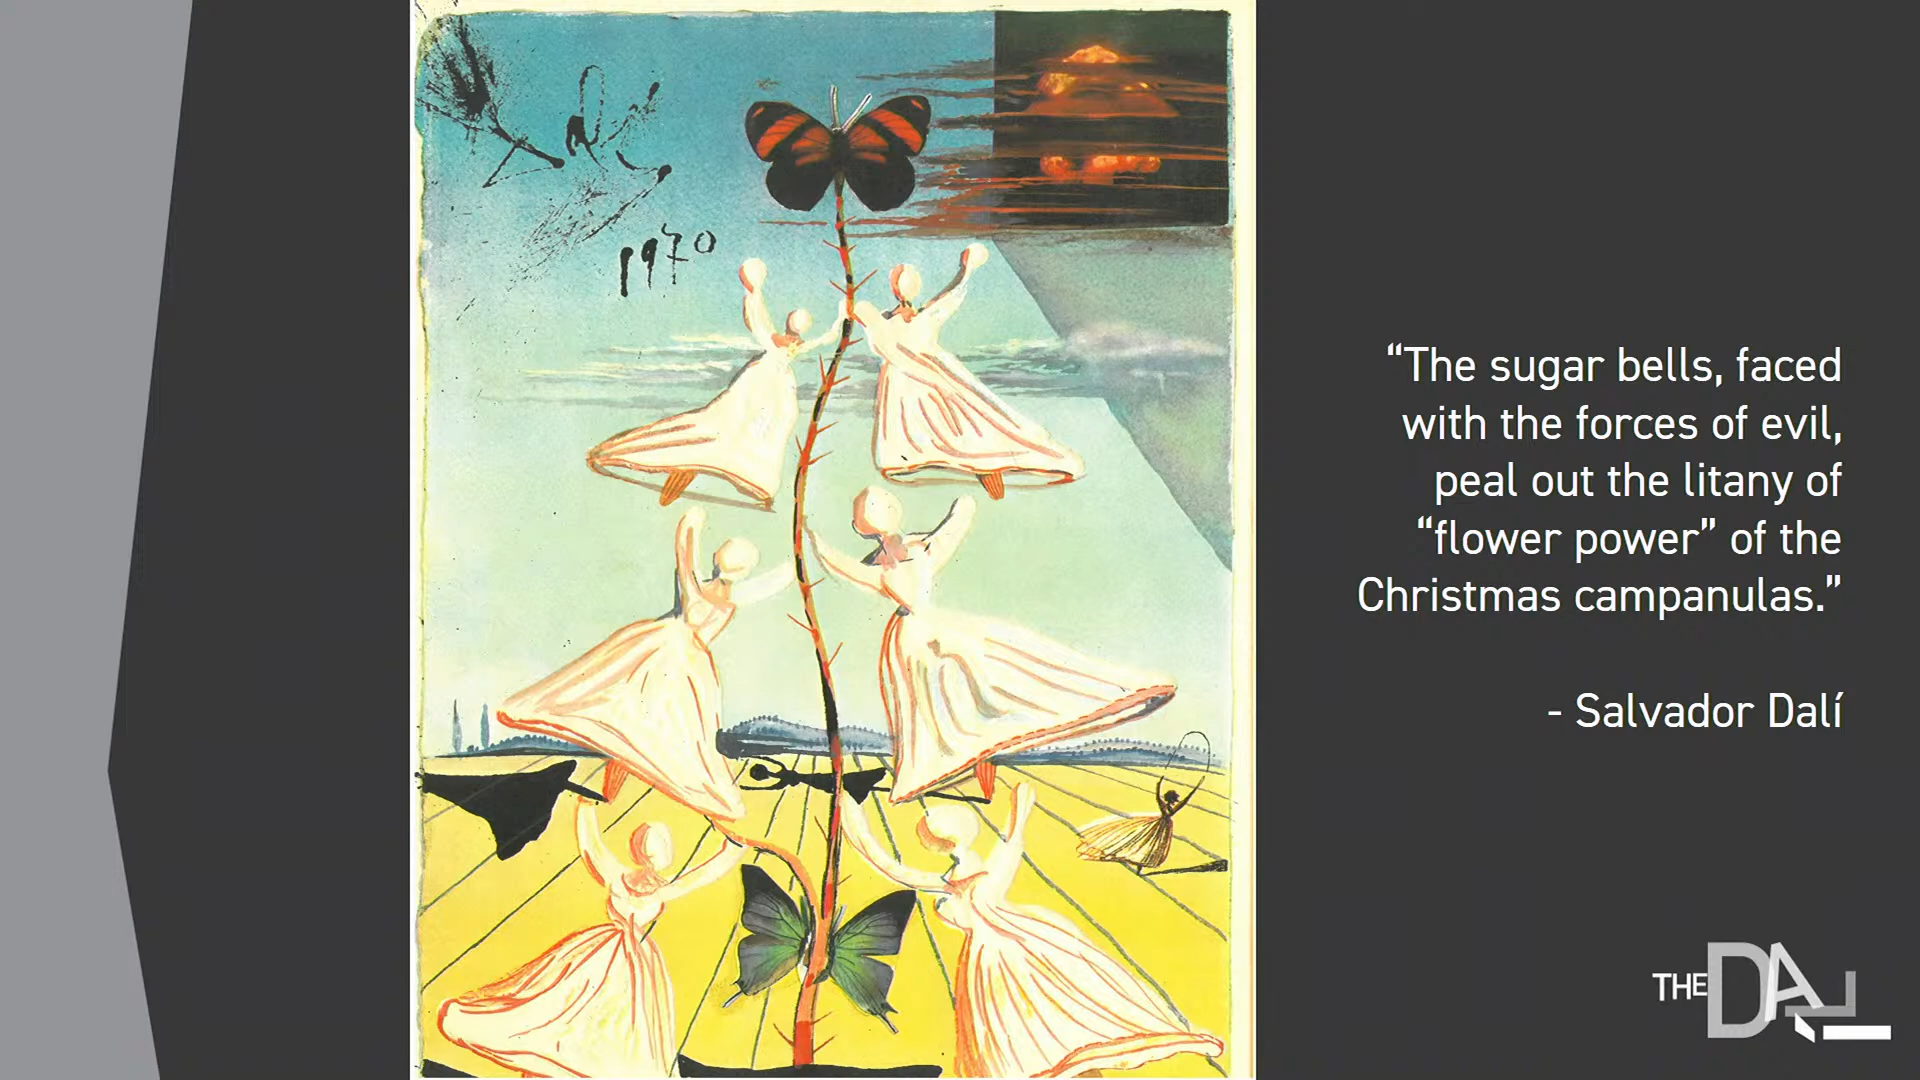 Dalí
1970
“The sugar bells, faced
with the forces of evil,
peal out the litany of
“flower power” of the
Christmas campanulas.”
- Salvador Dalí
THE DALÍ